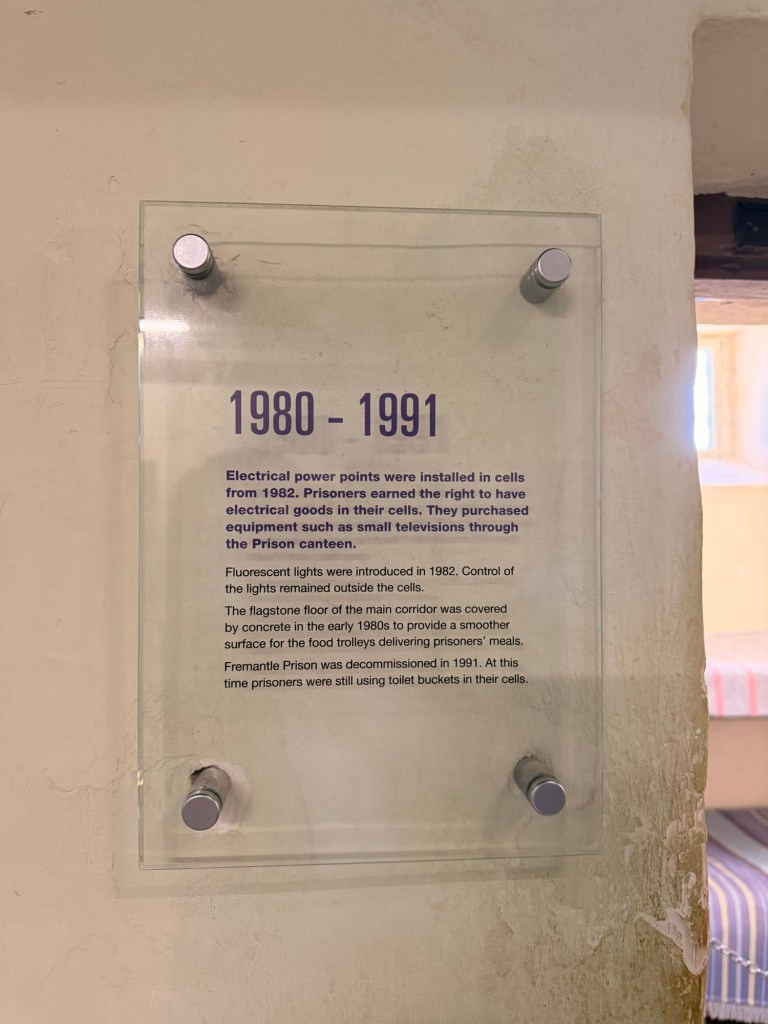 1980 - 1991
Electrical power points were installed in cells
from 1982. Prisoners earned the right to have
electrical goods in their cells. They purchased
equipment such as small televisions through
the Prison canteen.
Fluorescent lights were introduced in 1982. Control of
the lights remained outside the cells.
The flagstone floor of the main corridor was covered
by concrete in the early 1980s to provide a smoother
surface for the food trolleys delivering prisoners' meals.
Fremantle Prison was decommissioned in 1991. At this
time prisoners were still using toilet buckets in their cells.